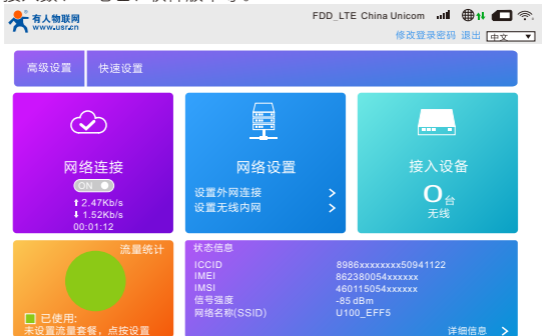 有人物联网
www.usr.cn
FDD_LTE China Unicom
修改登录密码 退出 中文
高级设置 快速设置
网络连接
ON
2.47Kb/s
1.52Kb/s
00:01:12
网络设置
设置外网连接
设置无线内网
接入设备
0台
无线
流量统计
已使用:
未设置流量套餐，点按设置
状态信息
ICCID 8986xxxxxxxx50941122
IMEI 862380054xxxxxx
IMSI 460115054xxxxxx
信号强度 -85 dBm
网络名称(SSID) U100_EFF5
详细信息